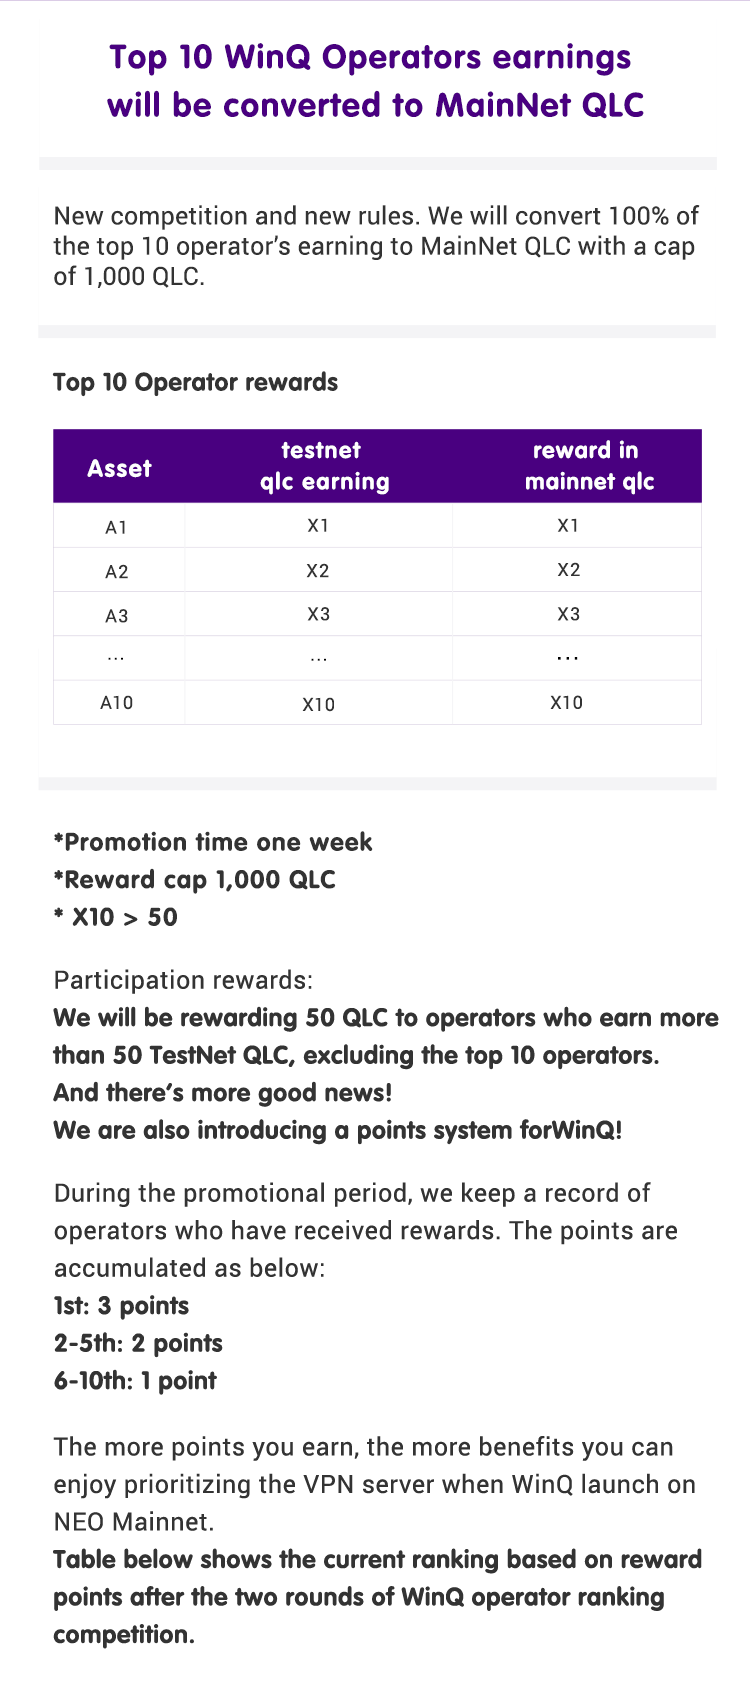 Top 10 WinQ Operators earnings
will be converted to MainNet QLC
New competition and new rules. We will convert 100% of
the top 10 operator's earning to MainNet QLC with a cap
of 1,000 QLC.
Top 10 Operator rewards
Asset testnet qlc earning reward in mainnet qlc
A1 X1 X1
A2 X2 X2
A3 X3 X3
... ... ...
A10 X10 X10
*Promotion time one week
*Reward cap 1,000 QLC
* X10 > 50
Participation rewards:
We will be rewarding 50 QLC to operators who earn more
than 50 TestNet QLC, excluding the top 10 operators.
And there's more good news!
We are also introducing a points system forWinQ!
During the promotional period, we keep a record of
operators who have received rewards. The points are
accumulated as below:
1st: 3 points
2-5th: 2 points
6-10th: 1 point
The more points you earn, the more benefits you can
enjoy prioritizing the VPN server when WinQ launch on
NEO Mainnet.
Table below shows the current ranking based on reward
points after the two rounds of WinQ operator ranking
competition.